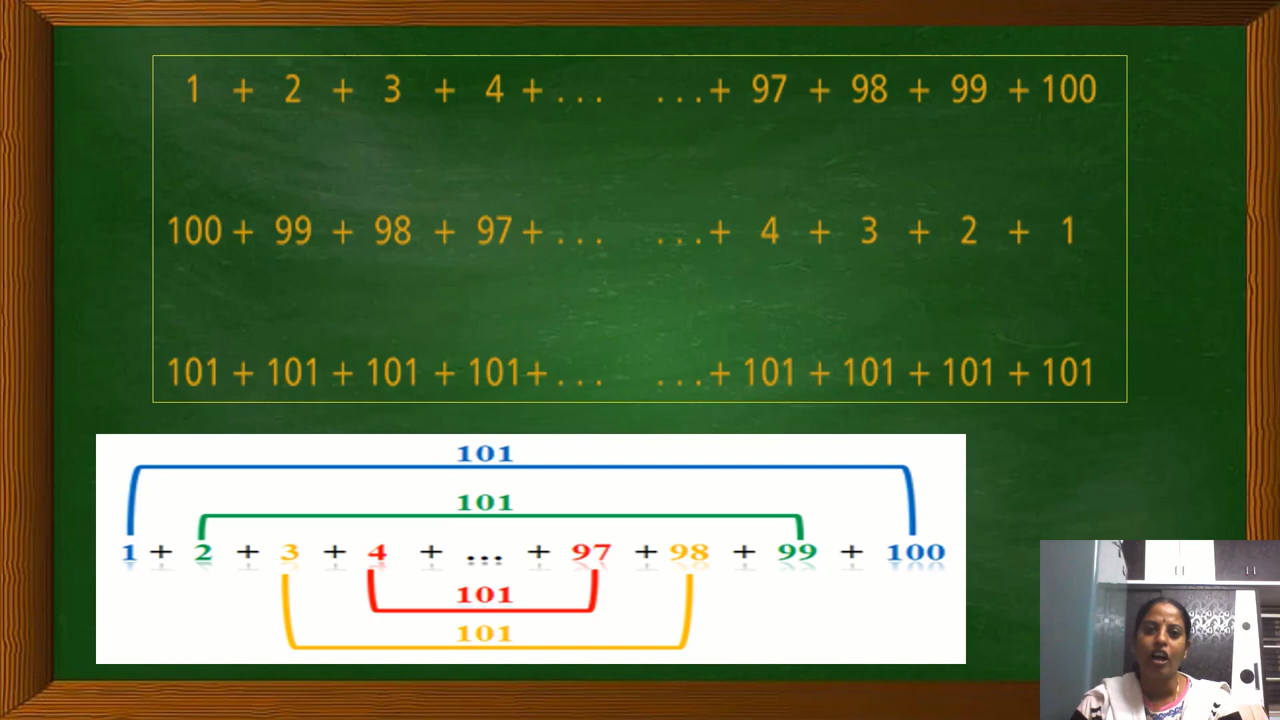 1 + 2 + 3 + 4 + ... ... + 97 + 98 + 99 + 100
100 + 99 + 98 + 97 + ... ... + 4 + 3 + 2 + 1
101 + 101 + 101 + 101 + ... ... + 101 + 101 + 101 + 101
101
101
1 + 2 + 3 + 4 + ... + 97 + 98 + 99 + 100
101
101